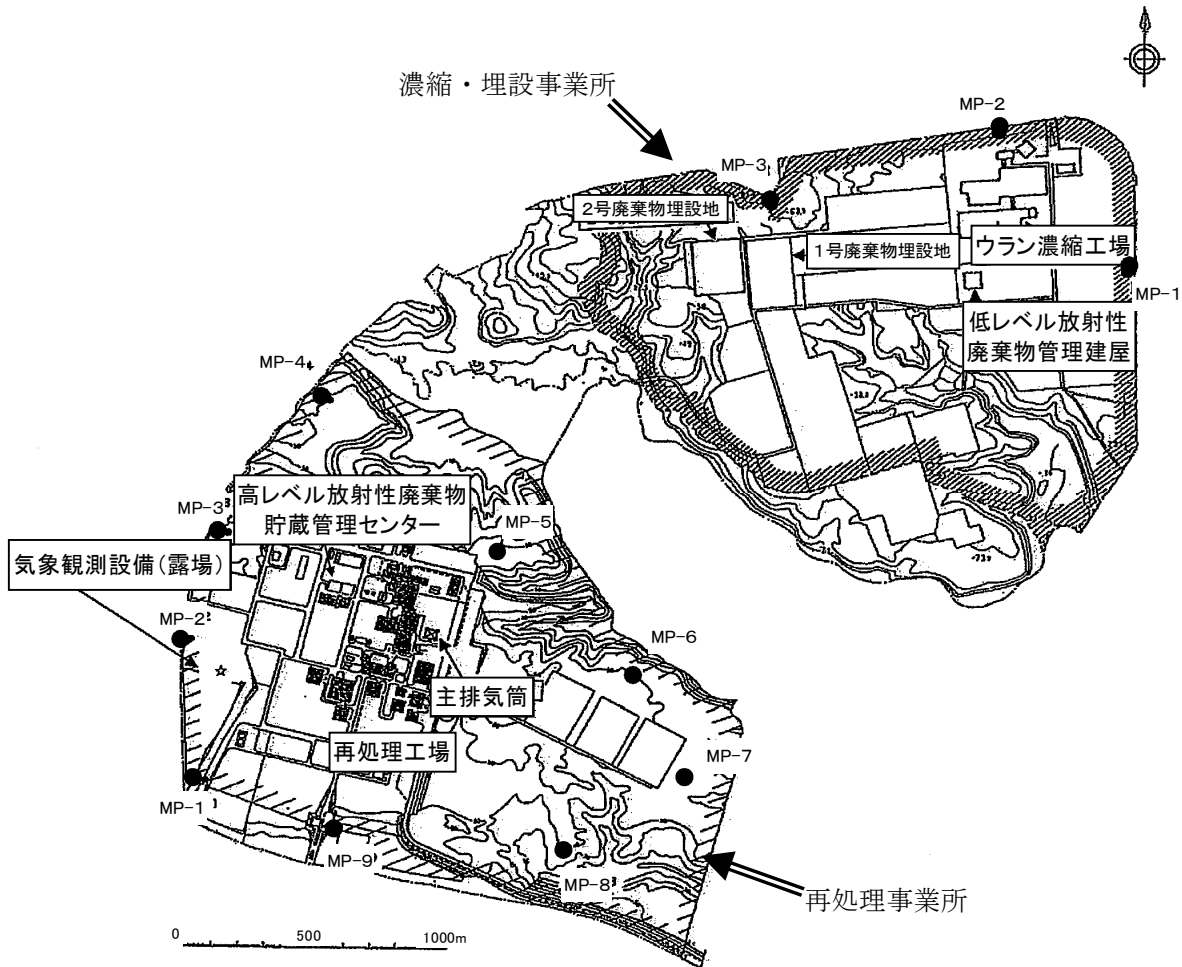 濃縮・埋設事業所
MP-2
MP-3
2号廃棄物埋設地
1号廃棄物埋設地
ウラン濃縮工場
MP-1
低レベル放射性
廃棄物管理建屋
MP-4
高レベル放射性廃棄物
貯蔵管理センター
MP-3
MP-5
気象観測設備(露場)
MP-2
MP-6
主排気筒
再処理工場
MP-7
MP-1
MP-9
MP-8
再処理事業所
0 500 1000m